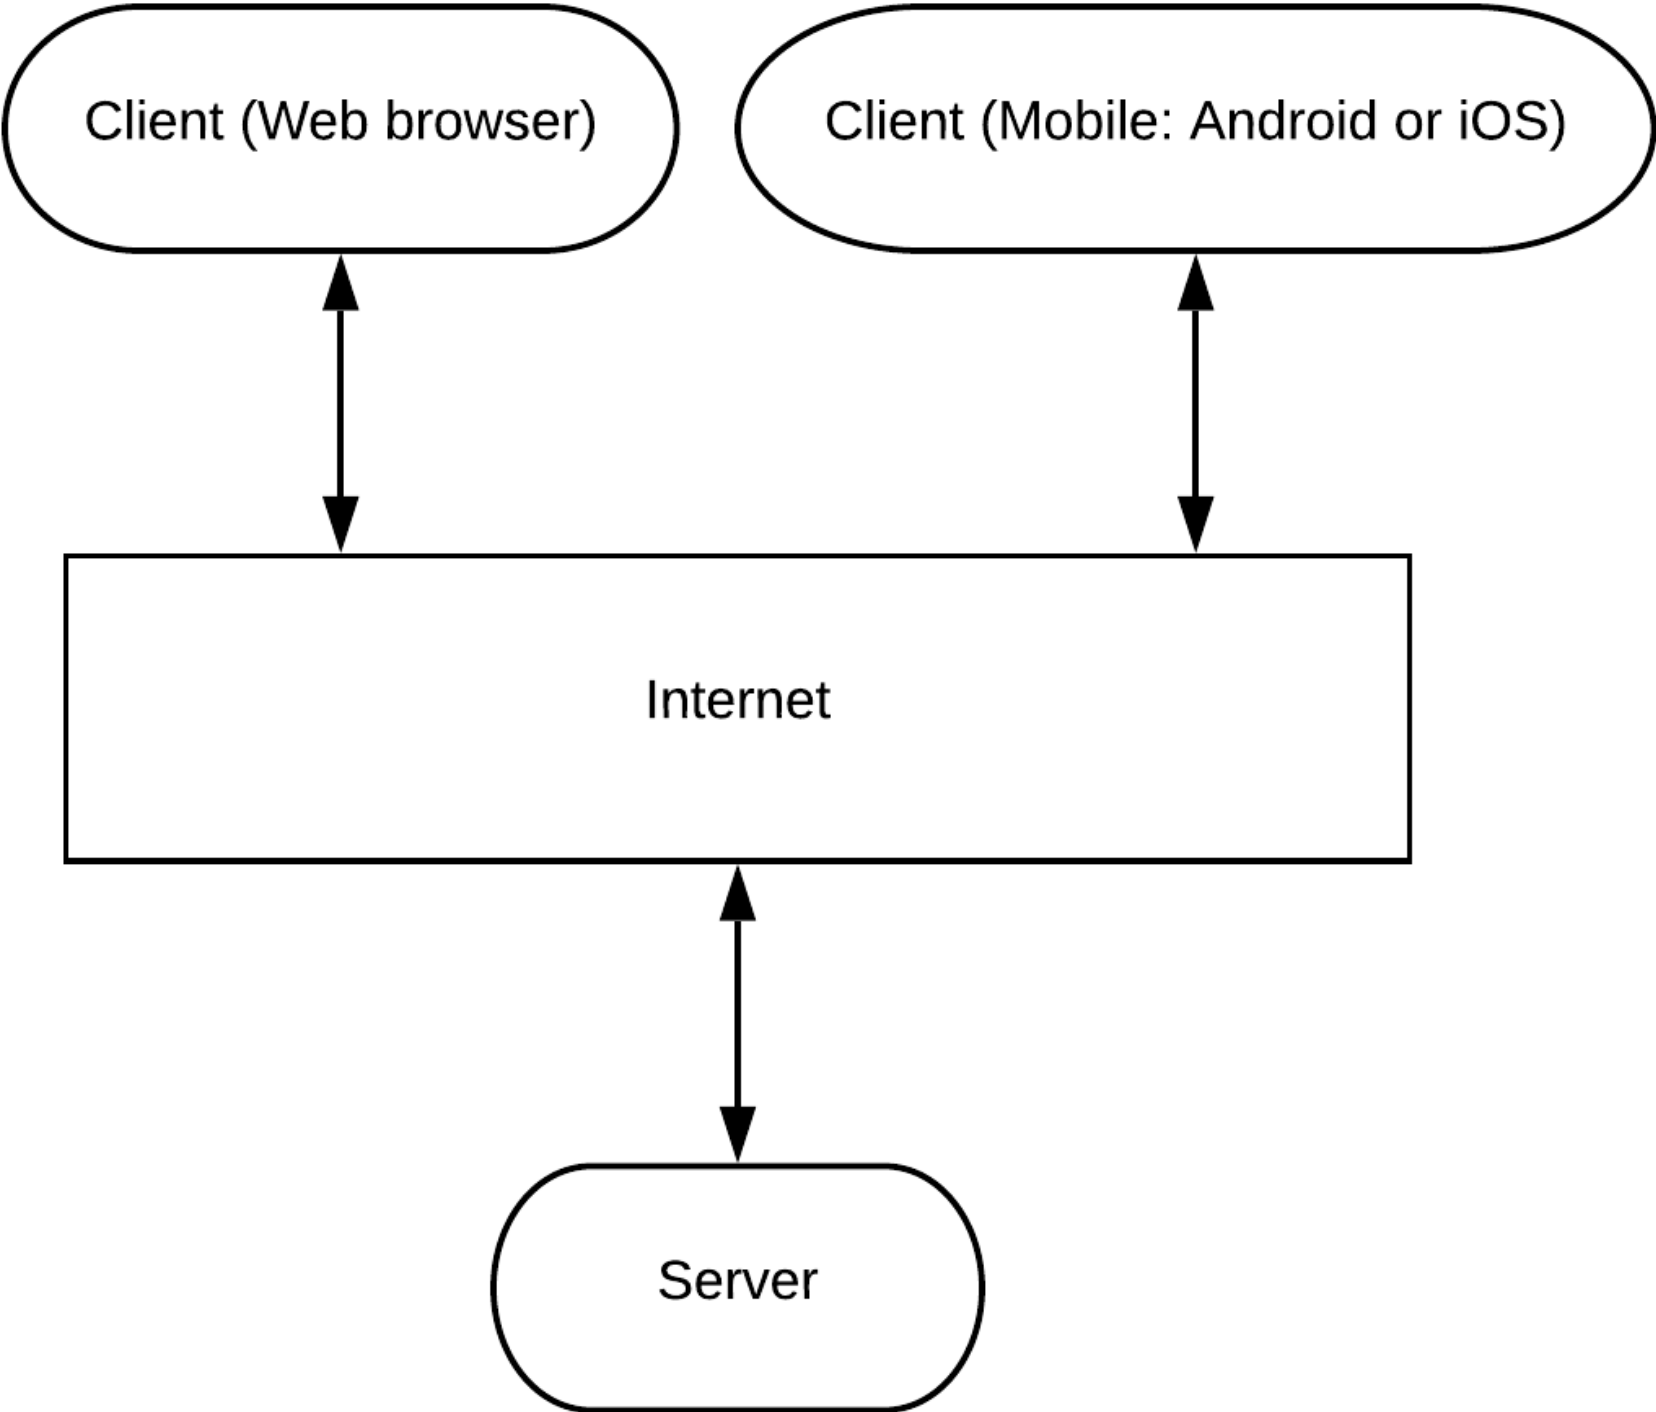 Client (Web browser)
Client (Mobile: Android or iOS)
Internet
Server